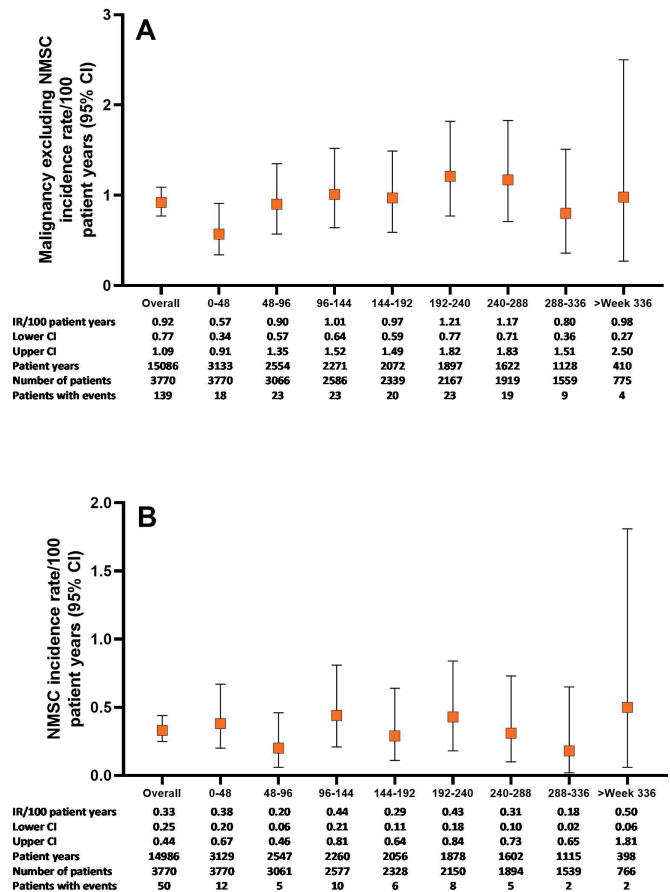 A
Malignancy excluding NMSC
incidence rate/100
patient years (95% CI)
3
2
1
0
Overall 0-48 48-96 96-144 144-192 192-240 240-288 288-336 >Week 336
IR/100 patient years 0.92 0.57 0.90 1.01 0.97 1.21 1.17 0.80 0.98
Lower CI 0.77 0.34 0.57 0.64 0.59 0.77 0.71 0.36 0.27
Upper CI 1.09 0.91 1.35 1.52 1.49 1.82 1.83 1.51 2.50
Patient years 15086 3133 2554 2271 2072 1897 1622 1128 410
Number of patients 3770 3770 3066 2586 2339 2167 1919 1559 775
Patients with events 139 18 23 23 20 23 19 9 4
B
NMSC incidence rate/100
patient years (95% CI)
2.0
1.5
1.0
0.5
0.0
Overall 0-48 48-96 96-144 144-192 192-240 240-288 288-336 >Week 336
IR/100 patient years 0.33 0.38 0.20 0.44 0.29 0.43 0.31 0.18 0.50
Lower CI 0.25 0.20 0.06 0.21 0.11 0.18 0.10 0.02 0.06
Upper CI 0.44 0.67 0.46 0.81 0.64 0.84 0.73 0.65 1.81
Patient years 14986 3129 2547 2260 2056 1878 1602 1115 398
Number of patients 3770 3770 3061 2577 2328 2150 1894 1539 766
Patients with events 50 12 5 10 6 8 5 2 2